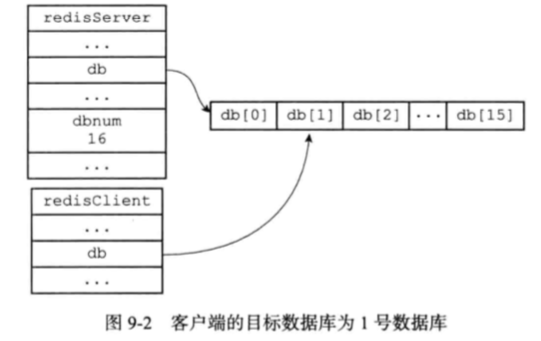 redisServer
...
db
...
dbnum
16
...
db[0] db[1] db[2] ... db[15]
redisClient
...
db
...
图 9-2 客户端的目标数据库为 1 号数据库